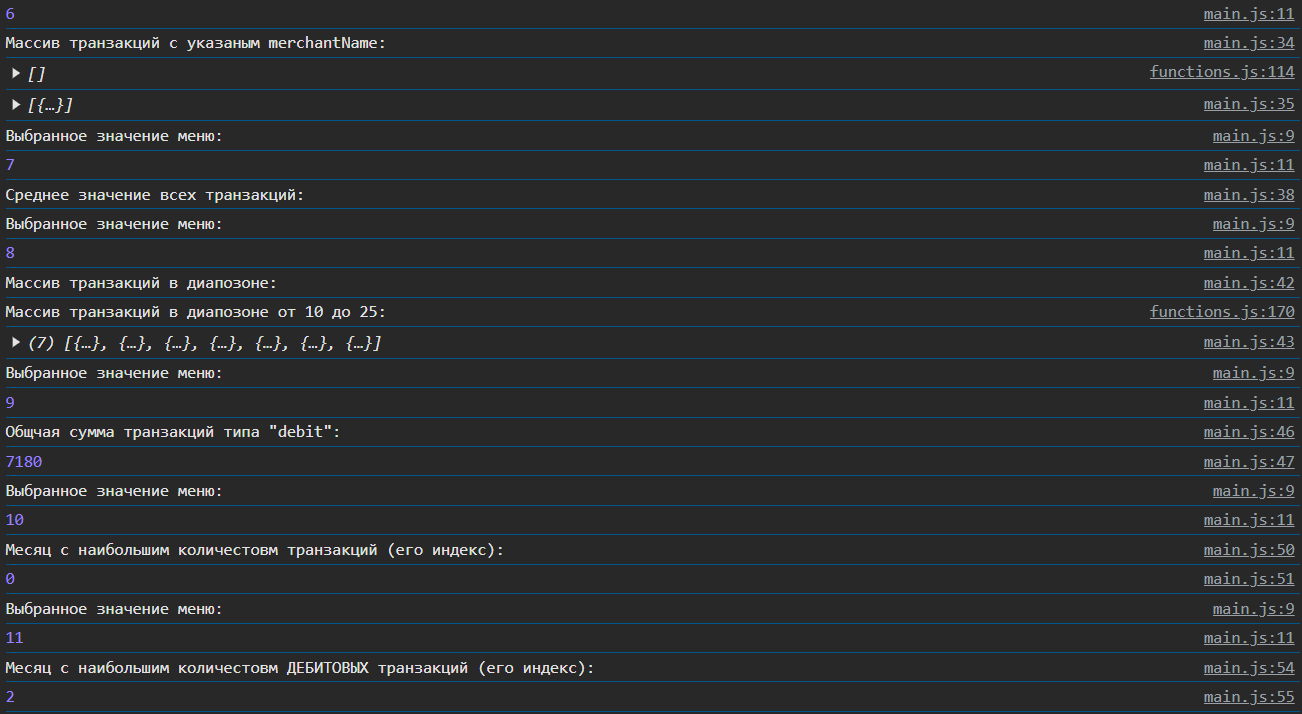 6 main.js:11
Массив транзакций с указаным merchantName: main.js:34
▶ [] functions.js:114
▶ [{…}] main.js:35
Выбранное значение меню: main.js:9
7 main.js:11
Среднее значение всех транзакций: main.js:38
Выбранное значение меню: main.js:9
8 main.js:11
Массив транзакций в диапозоне: main.js:42
Массив транзакций в диапозоне от 10 до 25: functions.js:170
▶ (7) [{…}, {…}, {…}, {…}, {…}, {…}, {…}] main.js:43
Выбранное значение меню: main.js:9
9 main.js:11
Общчая сумма транзакций типа "debit": main.js:46
7180 main.js:47
Выбранное значение меню: main.js:9
10 main.js:11
Месяц с наибольшим количестовм транзакций (его индекс): main.js:50
0 main.js:51
Выбранное значение меню: main.js:9
11 main.js:11
Месяц с наибольшим количестовм ДЕБИТОВЫХ транзакций (его индекс): main.js:54
2 main.js:55